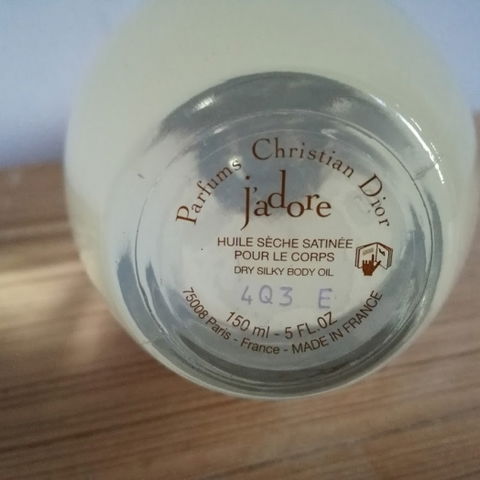 Parfums Christian Dior
j'adore
HUILE SÈCHE SATINÉE
POUR LE CORPS
DRY SILKY BODY OIL
4Q3 E
150 ml - 5 FL.OZ
75008 Paris - France - MADE IN FRANCE